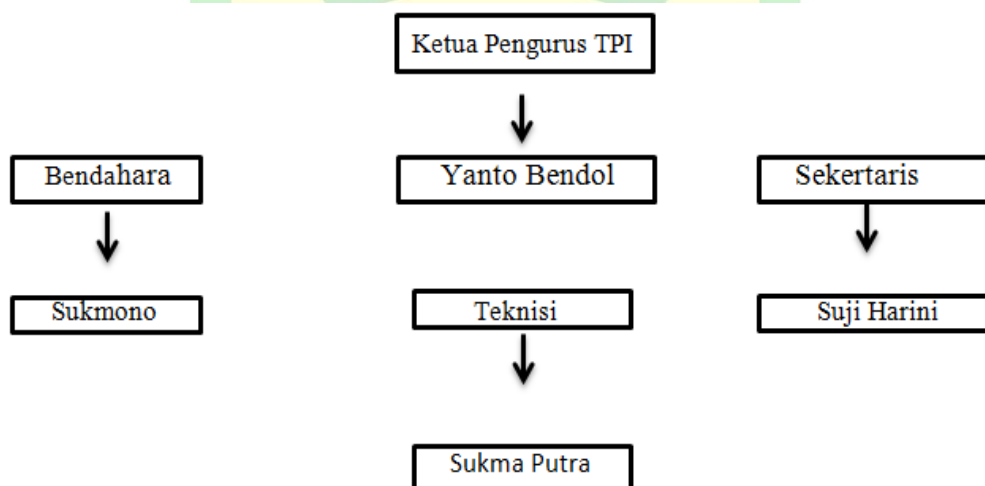 Ketua Pengurus TPI
Bendahara
Yanto Bendol
Sekertaris
Sukmono
Teknisi
Suji Harini
Sukma Putra